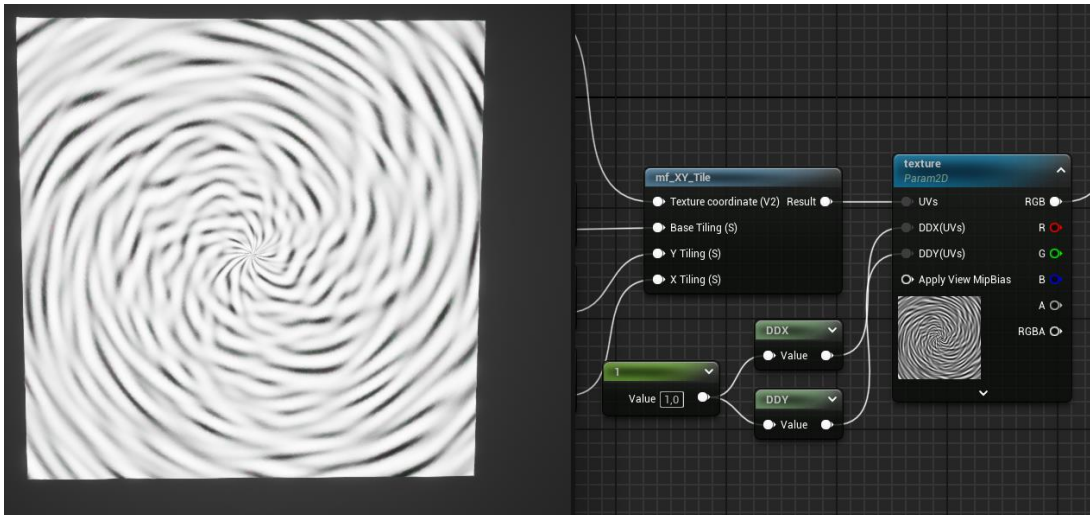 mf_XY_Tile
Texture coordinate (V2) Result
Base Tiling (S)
Y Tiling (S)
X Tiling (S)
texture
Param2D
UVs RGB
DDX(UVs) R
DDY(UVs) G
Apply View MipBias B
A
RGBA
DDX
Value
1
Value 1,0
DDY
Value